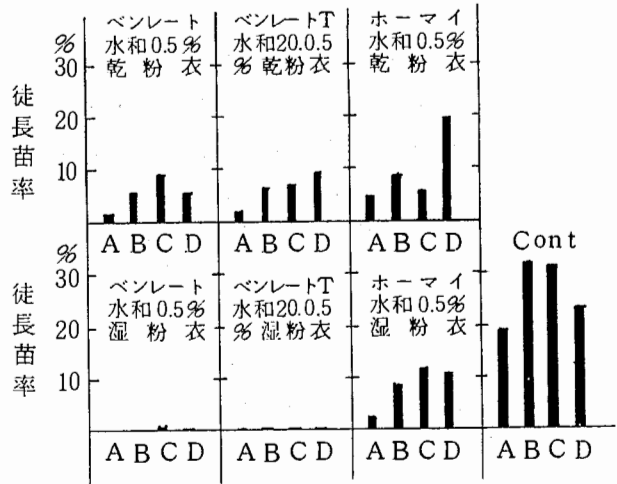 %
30
20
10
徒長苗率
ベンレート
水和0.5%
乾粉衣
ベンレートT
水和20.0.5
%乾粉衣
ホーマイ
水和0.5%
乾粉衣
A B C D
A B C D
A B C D
%
30
20
10
徒長苗率
ベンレート
水和0.5%
湿粉衣
ベンレートT
水和20.0.5
%湿粉衣
ホーマイ
水和0.5%
湿粉衣
Cont
A B C D
A B C D
A B C D
A B C D